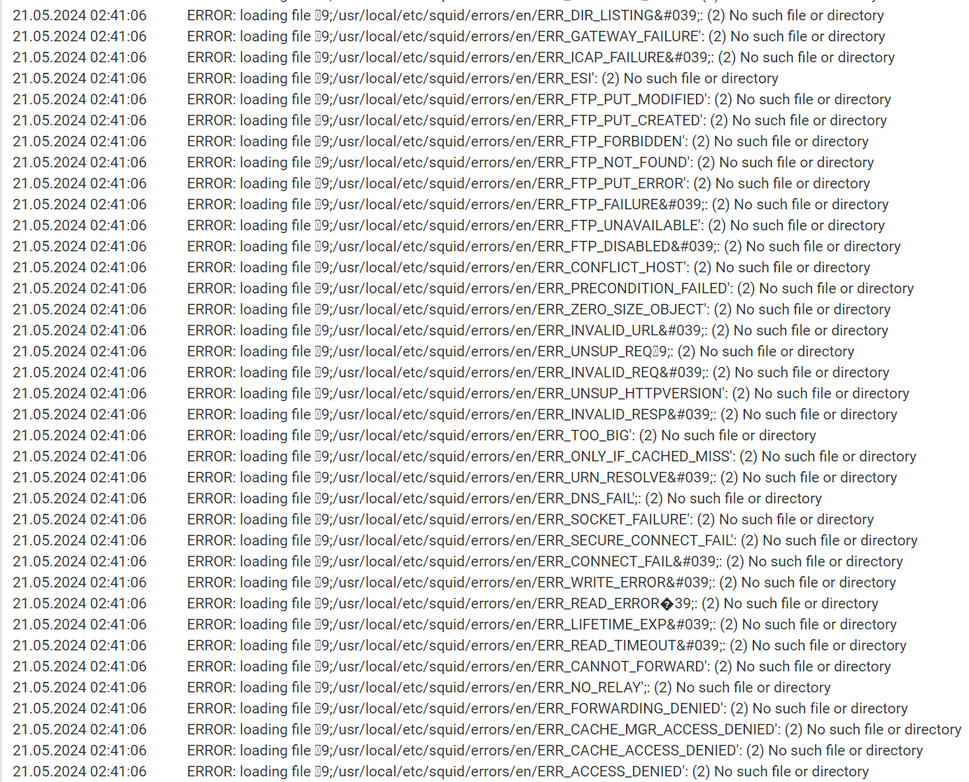 21.05.2024 02:41:06 ERROR: loading file 9;/usr/local/etc/squid/errors/en/ERR_DIR_LISTING&#039;: (2) No such file or directory
21.05.2024 02:41:06 ERROR: loading file 9;/usr/local/etc/squid/errors/en/ERR_GATEWAY_FAILURE': (2) No such file or directory
21.05.2024 02:41:06 ERROR: loading file 9;/usr/local/etc/squid/errors/en/ERR_ICAP_FAILURE&#039;: (2) No such file or directory
21.05.2024 02:41:06 ERROR: loading file 9;/usr/local/etc/squid/errors/en/ERR_ESI': (2) No such file or directory
21.05.2024 02:41:06 ERROR: loading file 9;/usr/local/etc/squid/errors/en/ERR_FTP_PUT_MODIFIED': (2) No such file or directory
21.05.2024 02:41:06 ERROR: loading file 9;/usr/local/etc/squid/errors/en/ERR_FTP_PUT_CREATED': (2) No such file or directory
21.05.2024 02:41:06 ERROR: loading file 9;/usr/local/etc/squid/errors/en/ERR_FTP_FORBIDDEN': (2) No such file or directory
21.05.2024 02:41:06 ERROR: loading file 9;/usr/local/etc/squid/errors/en/ERR_FTP_NOT_FOUND': (2) No such file or directory
21.05.2024 02:41:06 ERROR: loading file 9;/usr/local/etc/squid/errors/en/ERR_FTP_PUT_ERROR': (2) No such file or directory
21.05.2024 02:41:06 ERROR: loading file 9;/usr/local/etc/squid/errors/en/ERR_FTP_FAILURE&#039;: (2) No such file or directory
21.05.2024 02:41:06 ERROR: loading file 9;/usr/local/etc/squid/errors/en/ERR_FTP_UNAVAILABLE': (2) No such file or directory
21.05.2024 02:41:06 ERROR: loading file 9;/usr/local/etc/squid/errors/en/ERR_FTP_DISABLED&#039;: (2) No such file or directory
21.05.2024 02:41:06 ERROR: loading file 9;/usr/local/etc/squid/errors/en/ERR_CONFLICT_HOST': (2) No such file or directory
21.05.2024 02:41:06 ERROR: loading file 9;/usr/local/etc/squid/errors/en/ERR_PRECONDITION_FAILED': (2) No such file or directory
21.05.2024 02:41:06 ERROR: loading file 9;/usr/local/etc/squid/errors/en/ERR_ZERO_SIZE_OBJECT': (2) No such file or directory
21.05.2024 02:41:06 ERROR: loading file 9;/usr/local/etc/squid/errors/en/ERR_INVALID_URL&#039;: (2) No such file or directory
21.05.2024 02:41:06 ERROR: loading file 9;/usr/local/etc/squid/errors/en/ERR_UNSUP_REQ9;: (2) No such file or directory
21.05.2024 02:41:06 ERROR: loading file 9;/usr/local/etc/squid/errors/en/ERR_INVALID_REQ&#039;: (2) No such file or directory
21.05.2024 02:41:06 ERROR: loading file 9;/usr/local/etc/squid/errors/en/ERR_UNSUP_HTTPVERSION': (2) No such file or directory
21.05.2024 02:41:06 ERROR: loading file 9;/usr/local/etc/squid/errors/en/ERR_INVALID_RESP&#039;: (2) No such file or directory
21.05.2024 02:41:06 ERROR: loading file 9;/usr/local/etc/squid/errors/en/ERR_TOO_BIG': (2) No such file or directory
21.05.2024 02:41:06 ERROR: loading file 9;/usr/local/etc/squid/errors/en/ERR_ONLY_IF_CACHED_MISS': (2) No such file or directory
21.05.2024 02:41:06 ERROR: loading file 9;/usr/local/etc/squid/errors/en/ERR_URN_RESOLVE&#039;: (2) No such file or directory
21.05.2024 02:41:06 ERROR: loading file 9;/usr/local/etc/squid/errors/en/ERR_DNS_FAIL';: (2) No such file or directory
21.05.2024 02:41:06 ERROR: loading file 9;/usr/local/etc/squid/errors/en/ERR_SOCKET_FAILURE': (2) No such file or directory
21.05.2024 02:41:06 ERROR: loading file 9;/usr/local/etc/squid/errors/en/ERR_SECURE_CONNECT_FAIL': (2) No such file or directory
21.05.2024 02:41:06 ERROR: loading file 9;/usr/local/etc/squid/errors/en/ERR_CONNECT_FAIL&#039;: (2) No such file or directory
21.05.2024 02:41:06 ERROR: loading file 9;/usr/local/etc/squid/errors/en/ERR_WRITE_ERROR&#039;: (2) No such file or directory
21.05.2024 02:41:06 ERROR: loading file 9;/usr/local/etc/squid/errors/en/ERR_READ_ERROR�39;: (2) No such file or directory
21.05.2024 02:41:06 ERROR: loading file 9;/usr/local/etc/squid/errors/en/ERR_LIFETIME_EXP&#039;: (2) No such file or directory
21.05.2024 02:41:06 ERROR: loading file 9;/usr/local/etc/squid/errors/en/ERR_READ_TIMEOUT&#039;: (2) No such file or directory
21.05.2024 02:41:06 ERROR: loading file 9;/usr/local/etc/squid/errors/en/ERR_CANNOT_FORWARD': (2) No such file or directory
21.05.2024 02:41:06 ERROR: loading file 9;/usr/local/etc/squid/errors/en/ERR_NO_RELAY';: (2) No such file or directory
21.05.2024 02:41:06 ERROR: loading file 9;/usr/local/etc/squid/errors/en/ERR_FORWARDING_DENIED': (2) No such file or directory
21.05.2024 02:41:06 ERROR: loading file 9;/usr/local/etc/squid/errors/en/ERR_CACHE_MGR_ACCESS_DENIED': (2) No such file or directory
21.05.2024 02:41:06 ERROR: loading file 9;/usr/local/etc/squid/errors/en/ERR_CACHE_ACCESS_DENIED': (2) No such file or directory
21.05.2024 02:41:06 ERROR: loading file 9;/usr/local/etc/squid/errors/en/ERR_ACCESS_DENIED': (2) No such file or directory